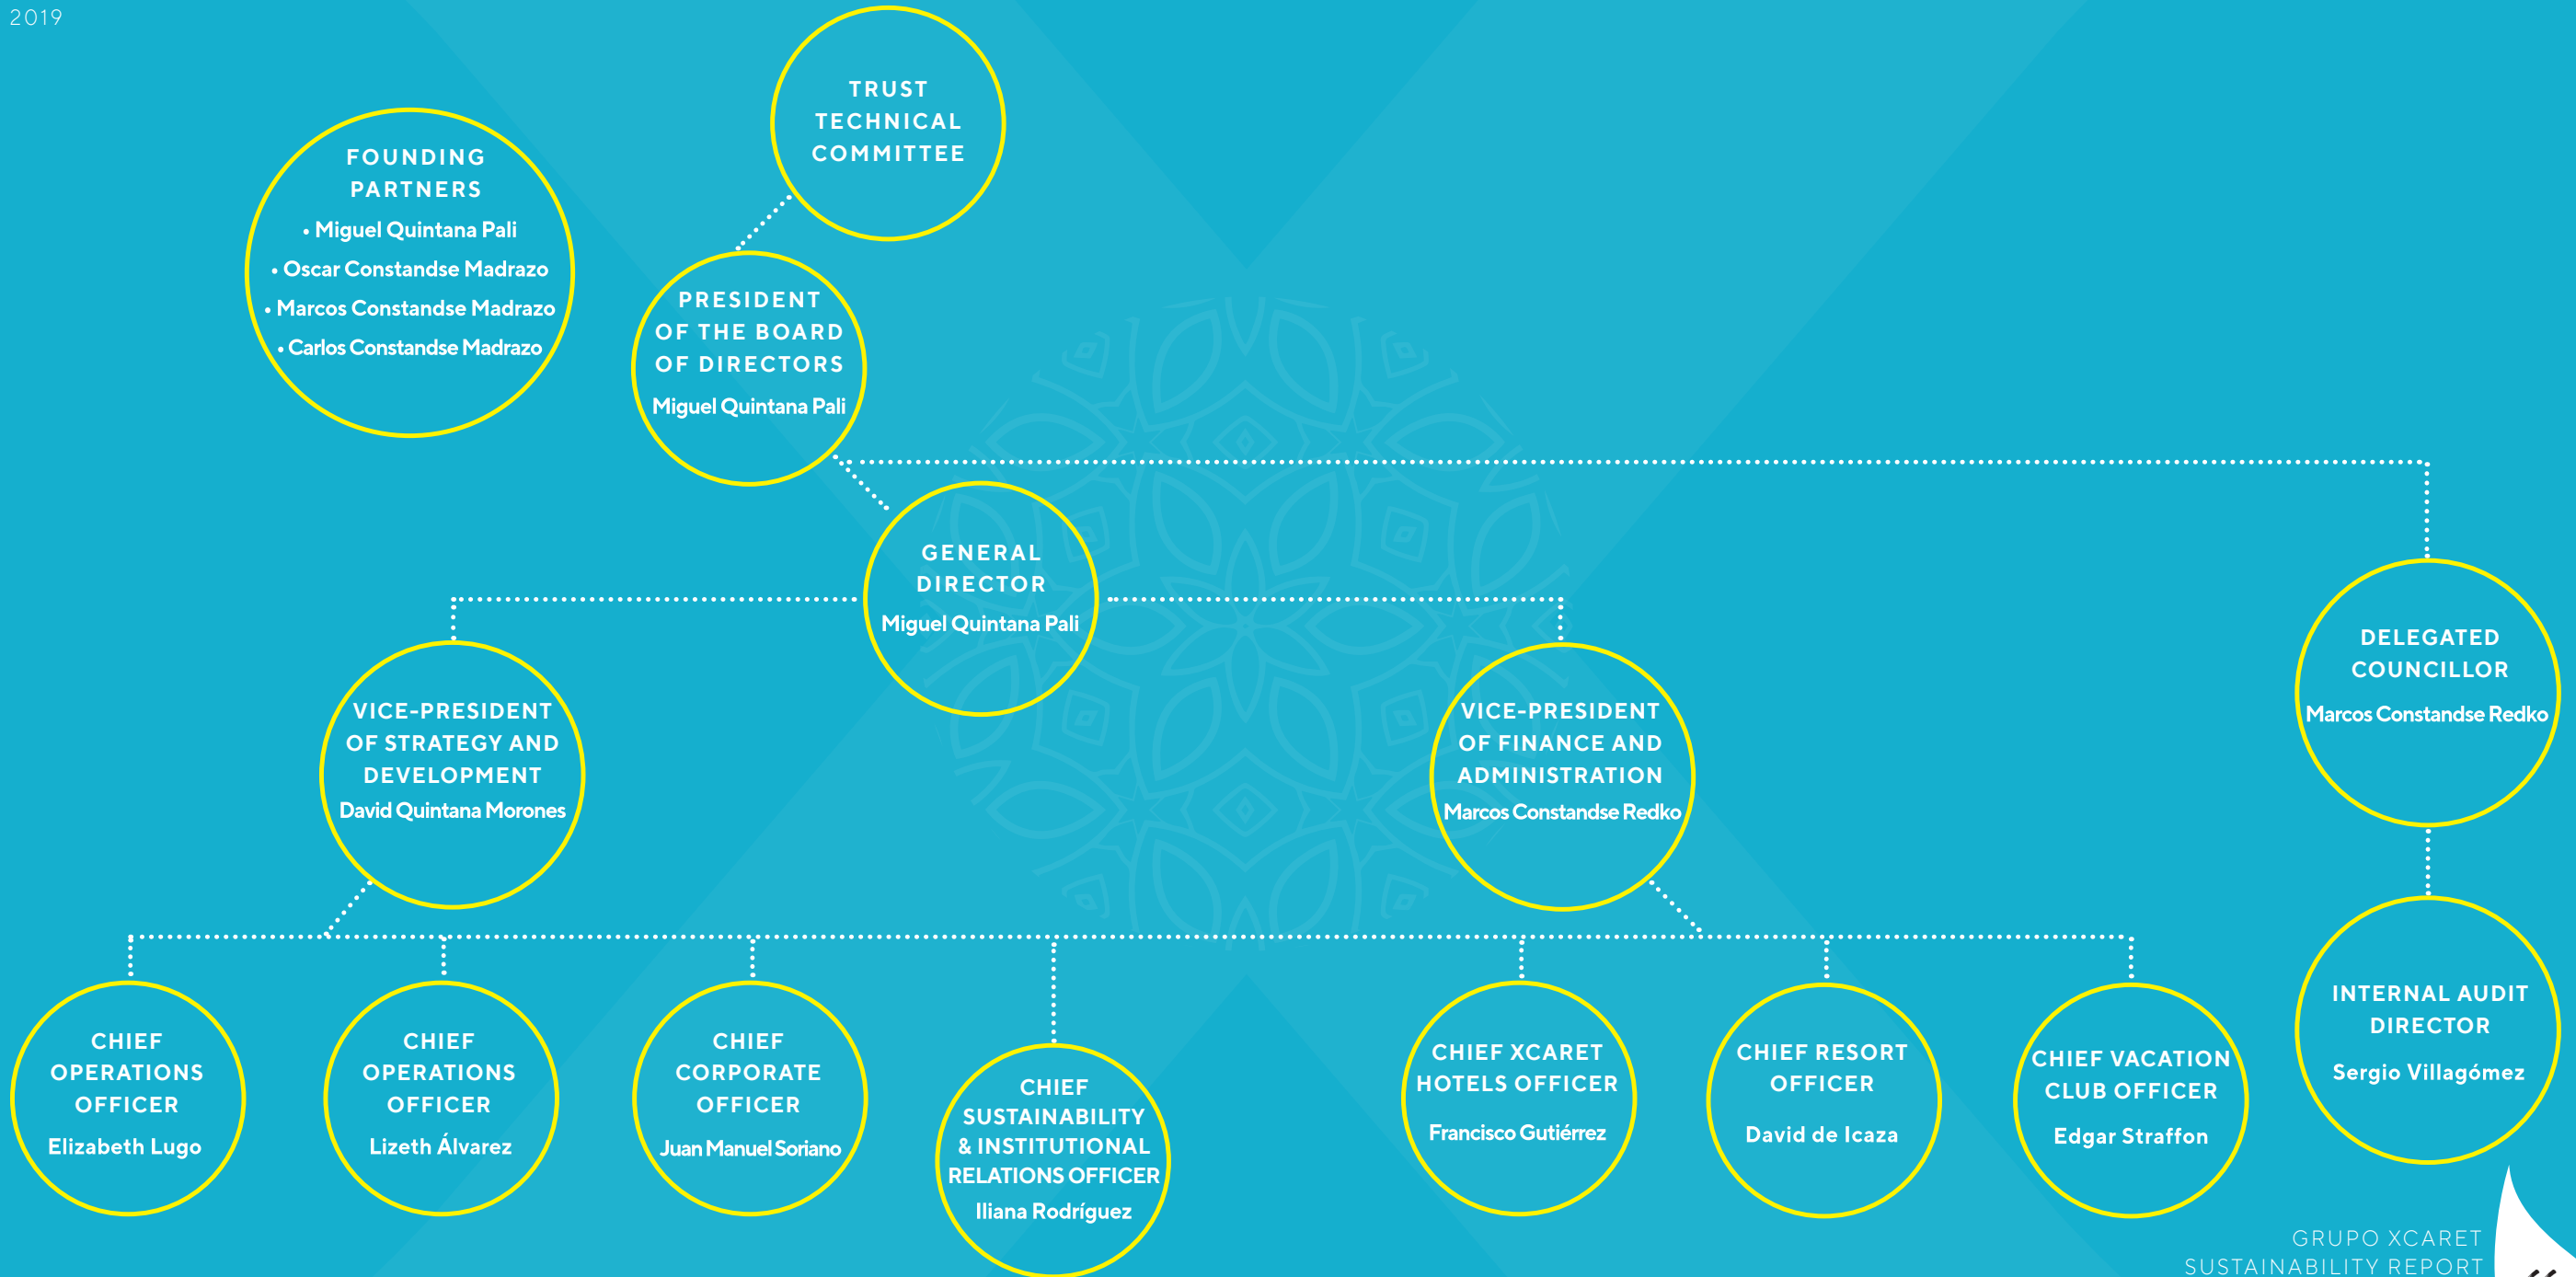 2019
TRUST
TECHNICAL
COMMITTEE
FOUNDING
PARTNERS
• Miguel Quintana Pali
• Oscar Constandse Madrazo
• Marcos Constandse Madrazo
• Carlos Constandse Madrazo
PRESIDENT
OF THE BOARD
OF DIRECTORS
Miguel Quintana Pali
GENERAL
DIRECTOR
Miguel Quintana Pali
VICE-PRESIDENT
OF STRATEGY AND
DEVELOPMENT
David Quintana Morones
VICE-PRESIDENT
OF FINANCE AND
ADMINISTRATION
Marcos Constandse Redko
DELEGATED
COUNCILLOR
Marcos Constandse Redko
CHIEF
OPERATIONS
OFFICER
Elizabeth Lugo
CHIEF
OPERATIONS
OFFICER
Lizeth Álvarez
CHIEF
CORPORATE
OFFICER
Juan Manuel Soriano
CHIEF
SUSTAINABILITY
& INSTITUTIONAL
RELATIONS OFFICER
Iliana Rodríguez
CHIEF XCARET
HOTELS OFFICER
Francisco Gutiérrez
CHIEF RESORT
OFFICER
David de Icaza
CHIEF VACATION
CLUB OFFICER
Edgar Straffon
INTERNAL AUDIT
DIRECTOR
Sergio Villagómez
GRUPO XCARET
SUSTAINABILITY REPORT